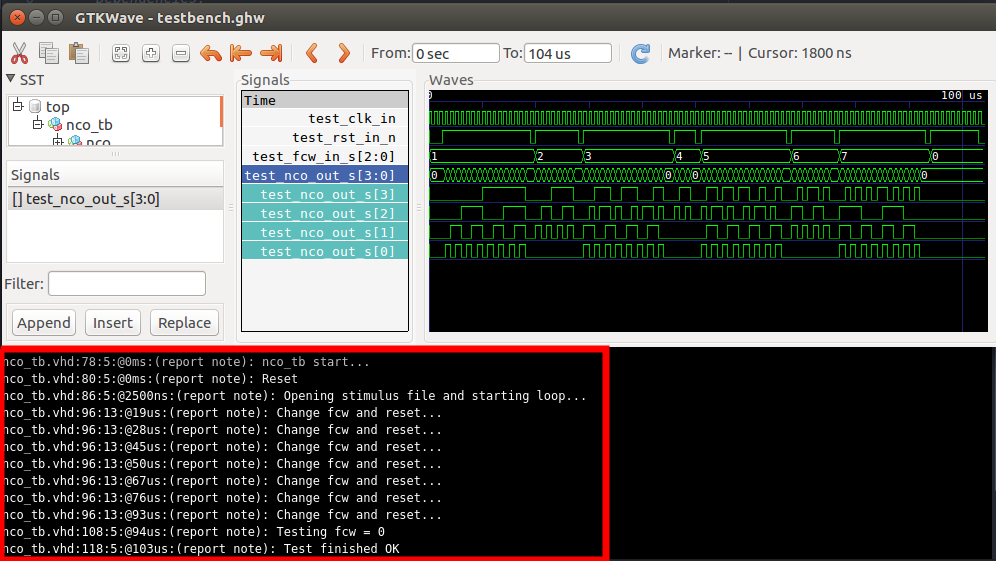 GTKWave - testbench.ghw
From: 0 sec To: 104 us Marker: -- | Cursor: 1800 ns
SST
top
nco_tb
nco
Signals
[] test_nco_out_s[3:0]
Filter:
Append Insert Replace
Signals
Time
test_clk_in
test_rst_in_n
test_fcw_in_s[2:0]
test_nco_out_s[3:0]
test_nco_out_s[3]
test_nco_out_s[2]
test_nco_out_s[1]
test_nco_out_s[0]
Waves
0 100 us
1 2 3 4 5 6 7 0
0 0 0 0
nco_tb.vhd:78:5:@0ms:(report note): nco_tb start...
nco_tb.vhd:80:5:@0ms:(report note): Reset
nco_tb.vhd:86:5:@2500ns:(report note): Opening stimulus file and starting loop...
nco_tb.vhd:96:13:@19us:(report note): Change fcw and reset...
nco_tb.vhd:96:13:@28us:(report note): Change fcw and reset...
nco_tb.vhd:96:13:@45us:(report note): Change fcw and reset...
nco_tb.vhd:96:13:@50us:(report note): Change fcw and reset...
nco_tb.vhd:96:13:@67us:(report note): Change fcw and reset...
nco_tb.vhd:96:13:@76us:(report note): Change fcw and reset...
nco_tb.vhd:96:13:@93us:(report note): Change fcw and reset...
nco_tb.vhd:108:5:@94us:(report note): Testing fcw = 0
nco_tb.vhd:118:5:@103us:(report note): Test finished OK